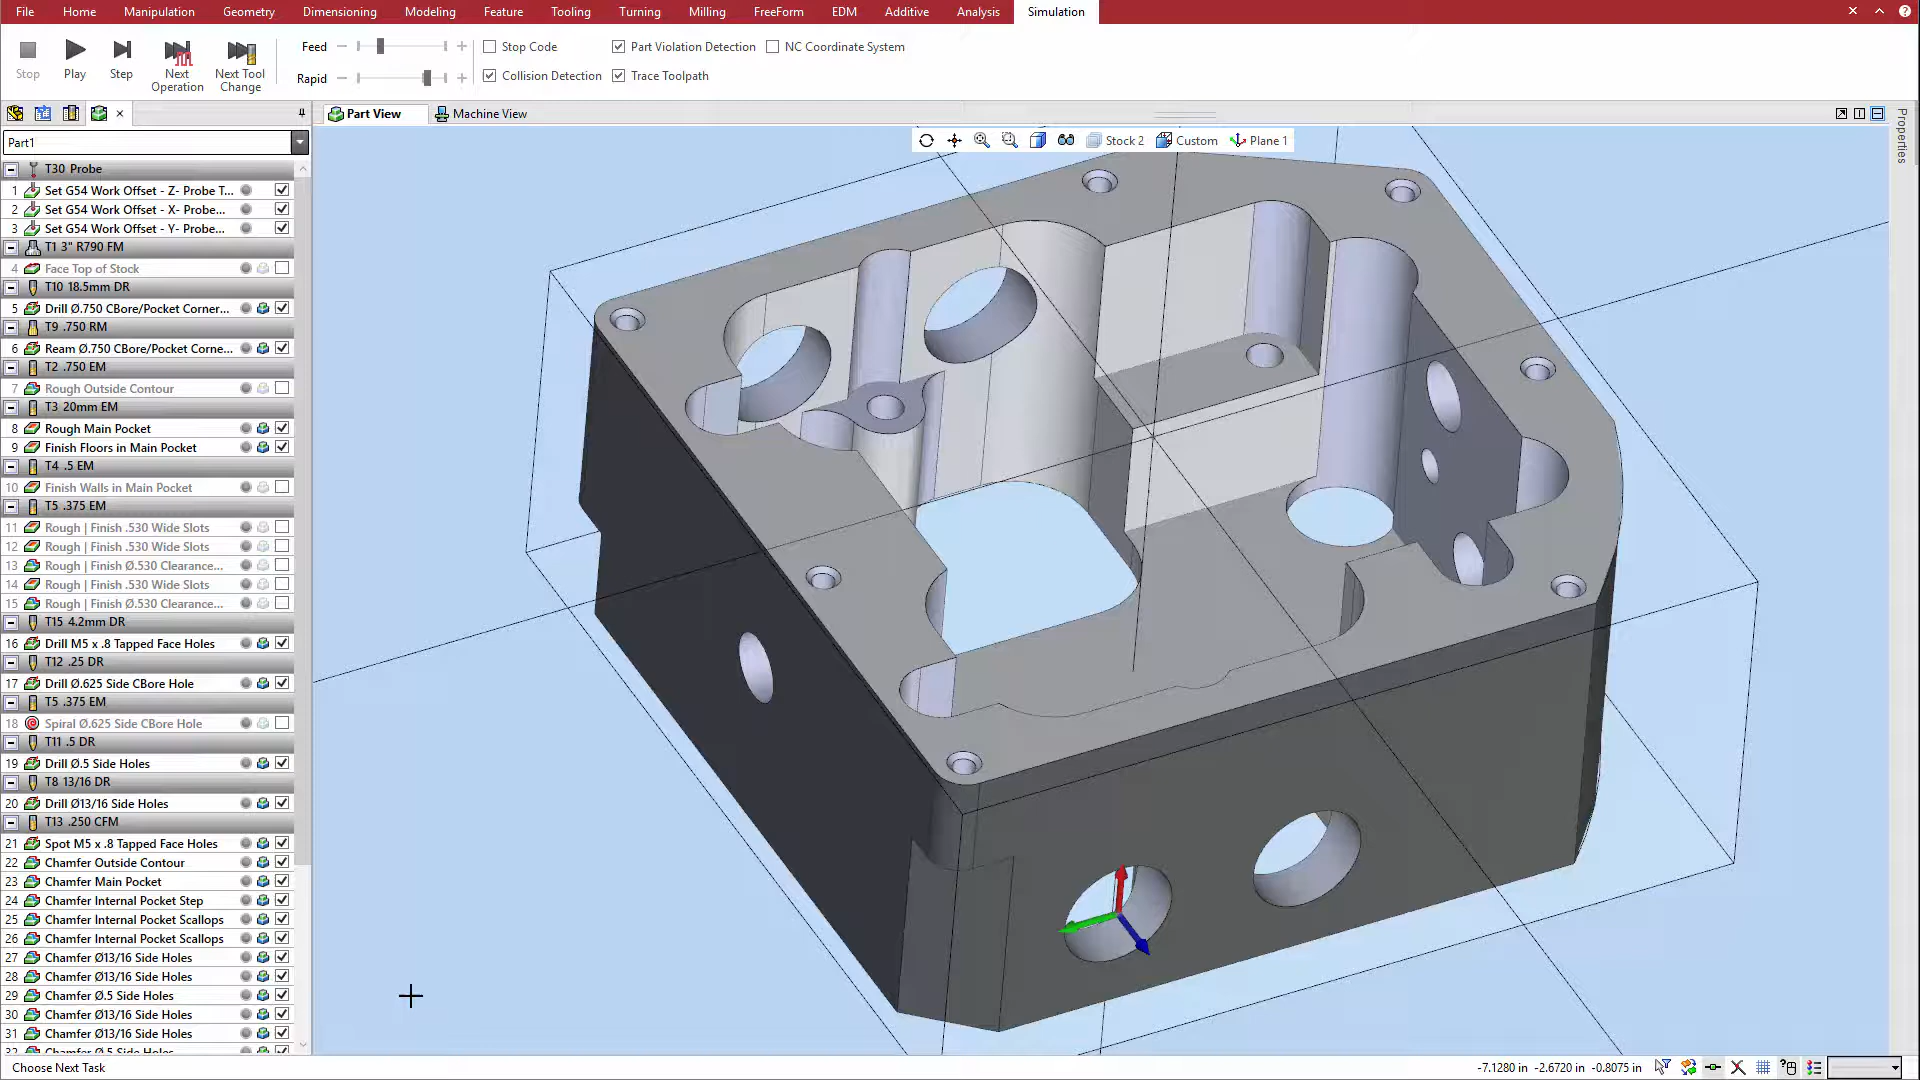 File Home Manipulation Geometry Dimensioning Modeling Feature Tooling Turning Milling FreeForm EDM Additive Analysis Simulation
Stop
Play
Step
Next Operation
Next Tool Change
Feed
Rapid
Stop Code
Part Violation Detection
NC Coordinate System
Collision Detection
Trace Toolpath
Part View
Machine View
Properties
Stock 2
Custom
Plane 1
Part1
T30 Probe
1 Set G54 Work Offset - Z- Probe T...
2 Set G54 Work Offset - X- Probe...
3 Set G54 Work Offset - Y- Probe...
T1 3" R790 FM
4 Face Top of Stock
T10 18.5mm DR
5 Drill Ø.750 CBore/Pocket Corner...
T9 .750 RM
6 Ream Ø.750 CBore/Pocket Corne...
T2 .750 EM
7 Rough Outside Contour
T3 20mm EM
8 Rough Main Pocket
9 Finish Floors in Main Pocket
T4 .5 EM
10 Finish Walls in Main Pocket
T5 .375 EM
11 Rough | Finish .530 Wide Slots
12 Rough | Finish .530 Wide Slots
13 Rough | Finish Ø.530 Clearance...
14 Rough | Finish .530 Wide Slots
15 Rough | Finish Ø.530 Clearance...
T15 4.2mm DR
16 Drill M5 x .8 Tapped Face Holes
T12 .25 DR
17 Drill Ø.625 Side CBore Hole
T5 .375 EM
18 Spiral Ø.625 Side CBore Hole
T11 .5 DR
19 Drill Ø.5 Side Holes
T8 13/16 DR
20 Drill Ø13/16 Side Holes
T13 .250 CFM
21 Spot M5 x .8 Tapped Face Holes
22 Chamfer Outside Contour
23 Chamfer Main Pocket
24 Chamfer Internal Pocket Step
25 Chamfer Internal Pocket Scallops
26 Chamfer Internal Pocket Scallops
27 Chamfer Ø13/16 Side Holes
28 Chamfer Ø13/16 Side Holes
29 Chamfer Ø.5 Side Holes
30 Chamfer Ø13/16 Side Holes
31 Chamfer Ø13/16 Side Holes
32 Chamfer Ø.5 Side Holes
Choose Next Task
-7.1280 in -2.6720 in -0.8075 in